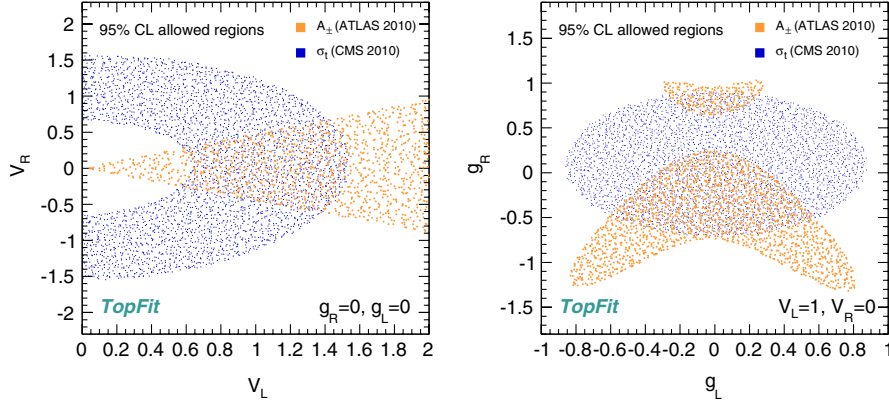 95% CL allowed regions
A± (ATLAS 2010)
σt (CMS 2010)
VR
2
1.5
1
0.5
0
-0.5
-1
-1.5
-2
TopFit
gR=0, gL=0
0 0.2 0.4 0.6 0.8 1 1.2 1.4 1.6 1.8 2
VL
95% CL allowed regions
A± (ATLAS 2010)
σt (CMS 2010)
gR
1.5
1
0.5
0
-0.5
-1
-1.5
TopFit
VL=1, VR=0
-1 -0.8 -0.6 -0.4 -0.2 0 0.2 0.4 0.6 0.8 1
gL